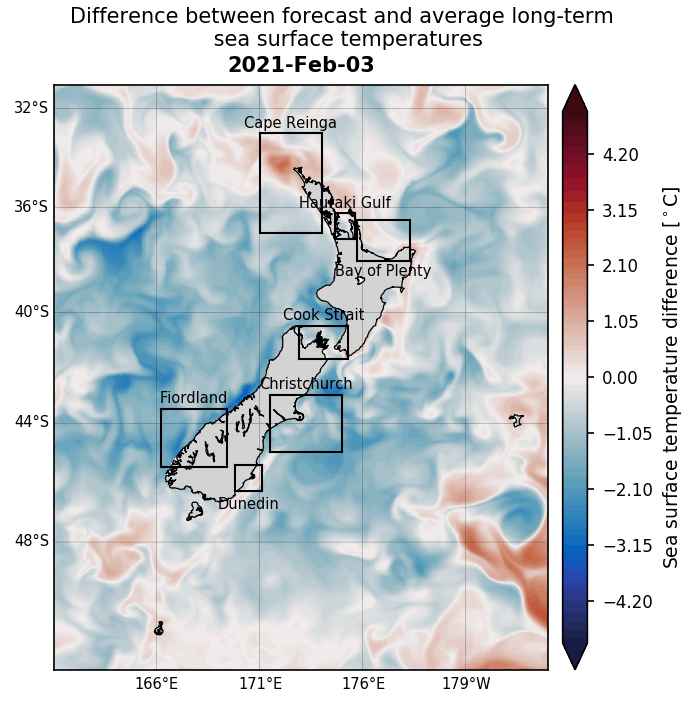 Difference between forecast and average long-term
sea surface temperatures
2021-Feb-03
32°S
36°S
40°S
44°S
48°S
Cape Reinga
Hauraki Gulf
Bay of Plenty
Cook Strait
Christchurch
Fiordland
Dunedin
166°E
171°E
176°E
179°W
4.20
3.15
2.10
1.05
0.00
−1.05
−2.10
−3.15
−4.20
Sea surface temperature difference [°C]